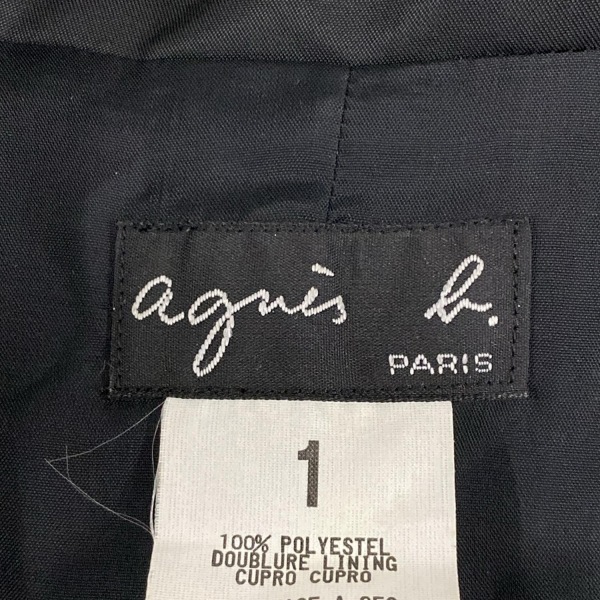 agnès b.
PARIS
1
100% POLYESTEL
DOUBLURE LINING
CUPRO CUPRO